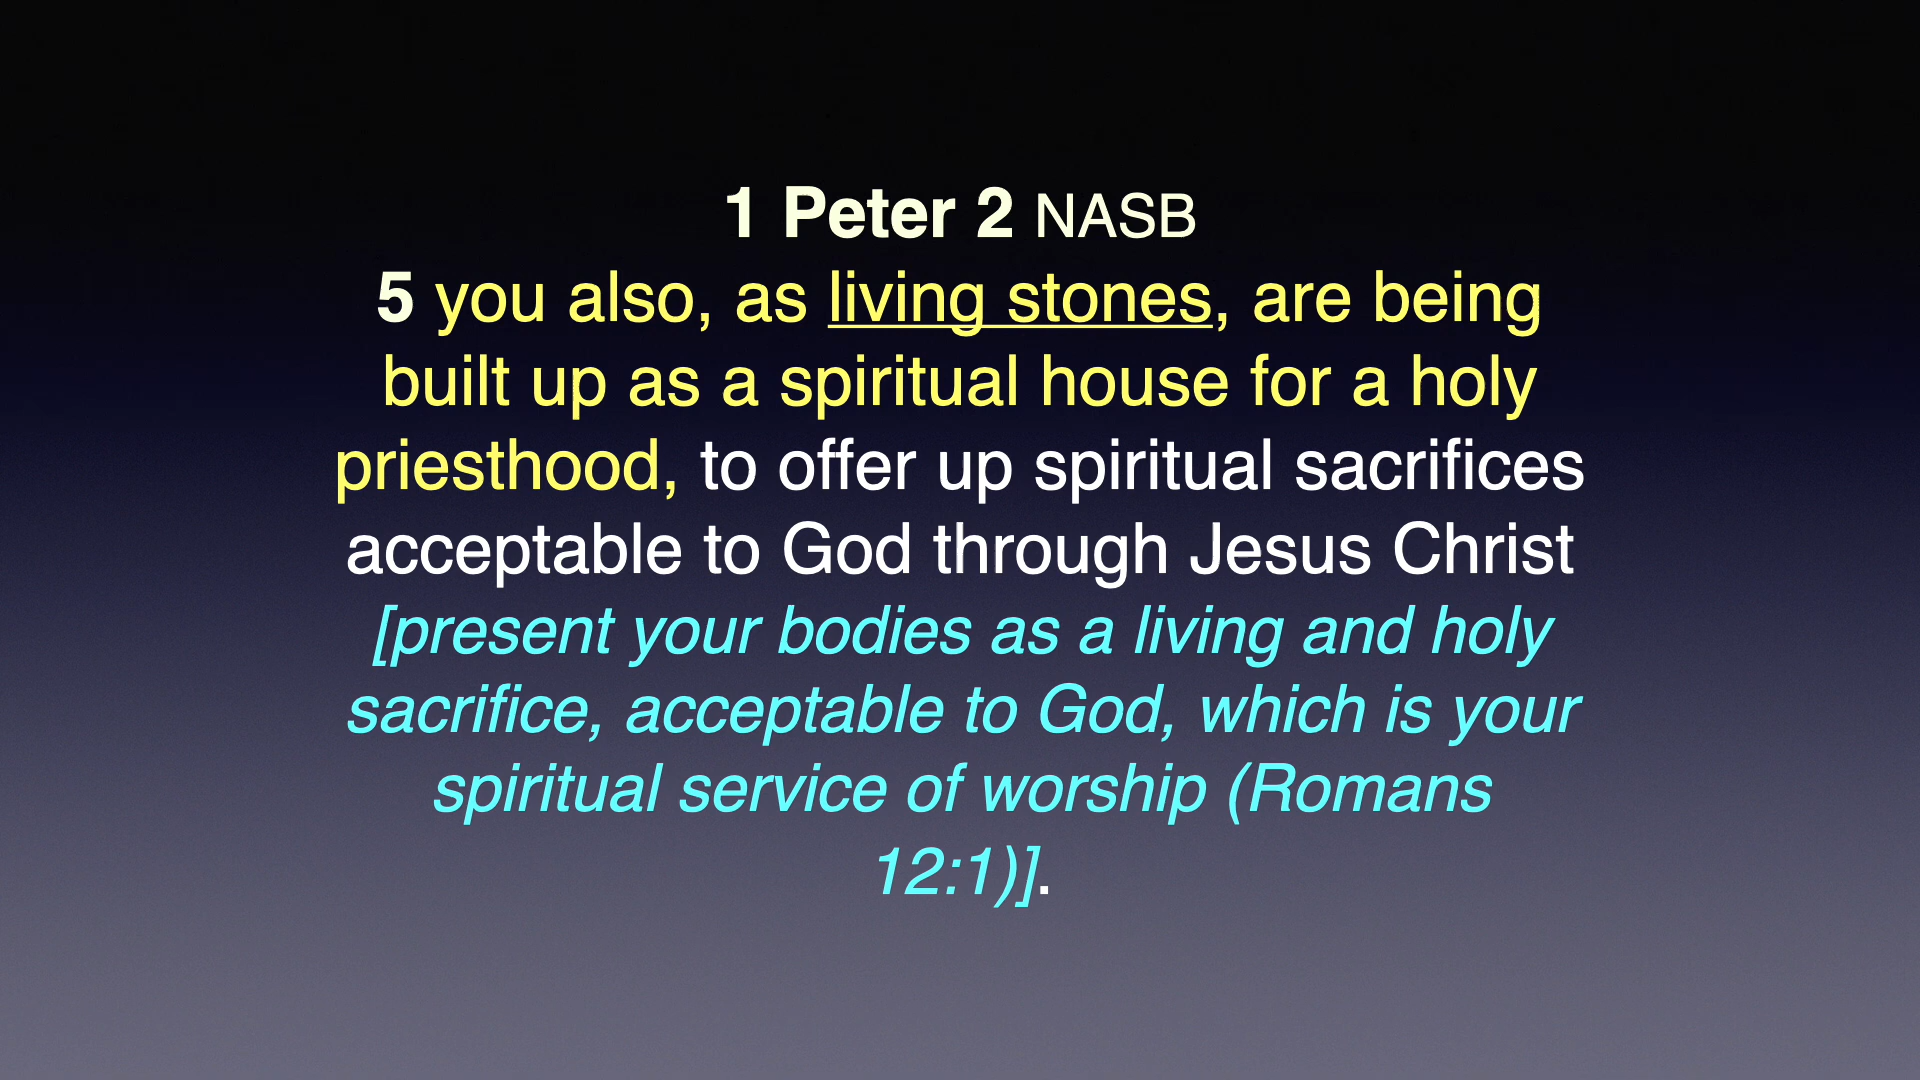 1 Peter 2 NASB
5 you also, as living stones, are being
built up as a spiritual house for a holy
priesthood, to offer up spiritual sacrifices
acceptable to God through Jesus Christ
[present your bodies as a living and holy
sacrifice, acceptable to God, which is your
spiritual service of worship (Romans
12:1)].